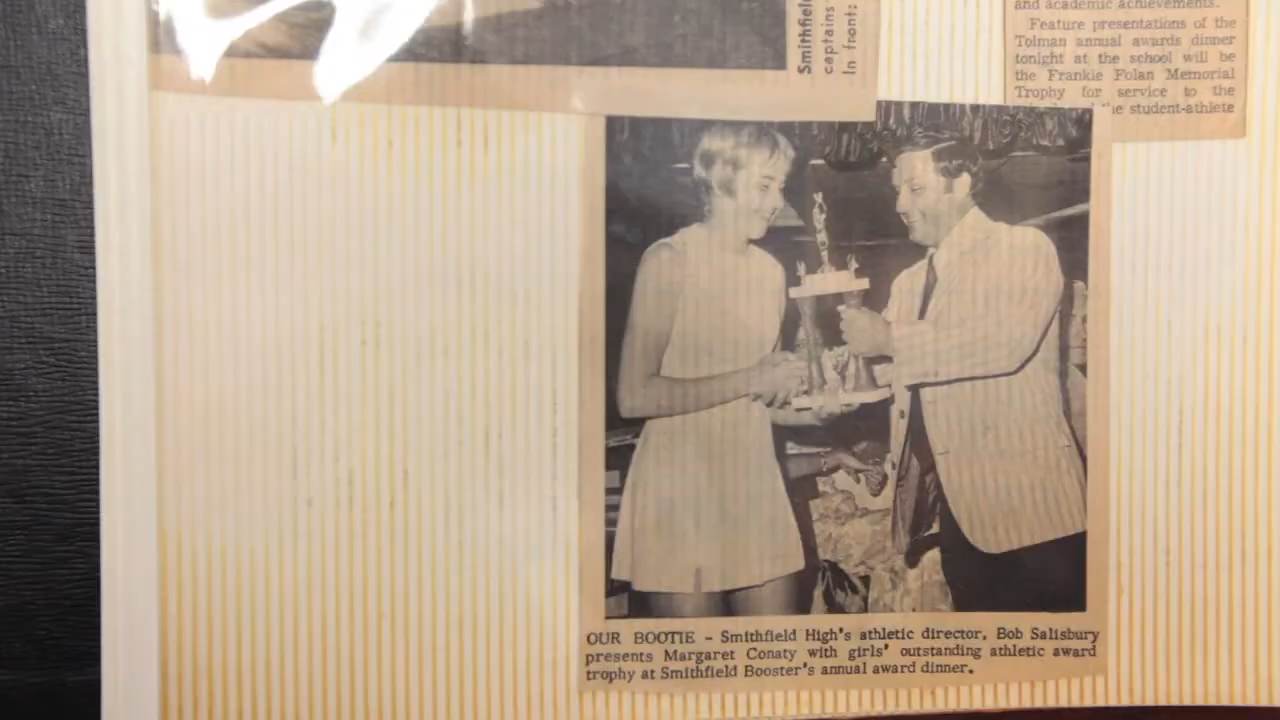 Smithfiel
captains
In front:
and academic achievements.
Feature presentations of the
Tolman annual awards dinner
tonight at the school will be
the Frankie Folan Memorial
Trophy for service to the
the student-athlete
OUR BOOTIE - Smithfield High's athletic director, Bob Salisbury
presents Margaret Conaty with girls' outstanding athletic award
trophy at Smithfield Booster's annual award dinner.